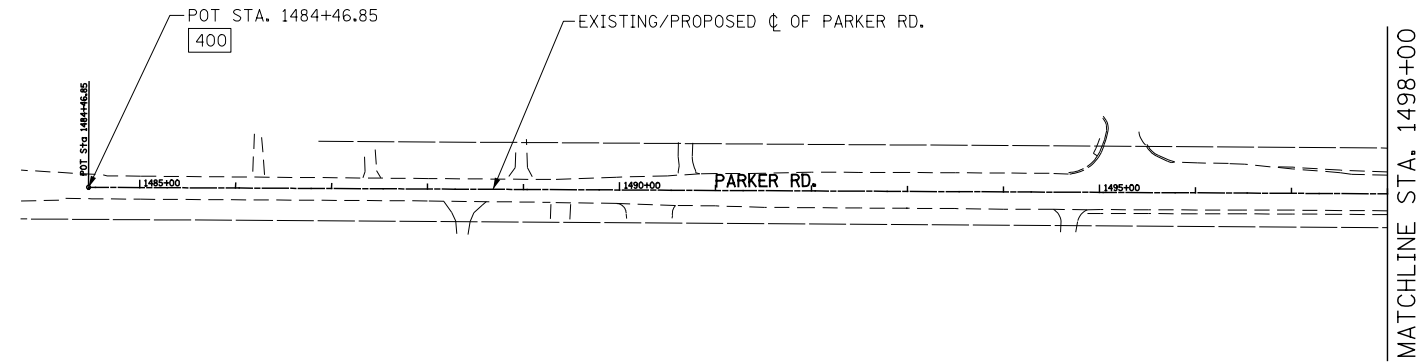 POT STA. 1484+46.85
400
EXISTING/PROPOSED ℄ OF PARKER RD.
POT Sta 1484+46.85
1485+00
1490+00
PARKER RD.
1495+00
MATCHLINE STA. 1498+00